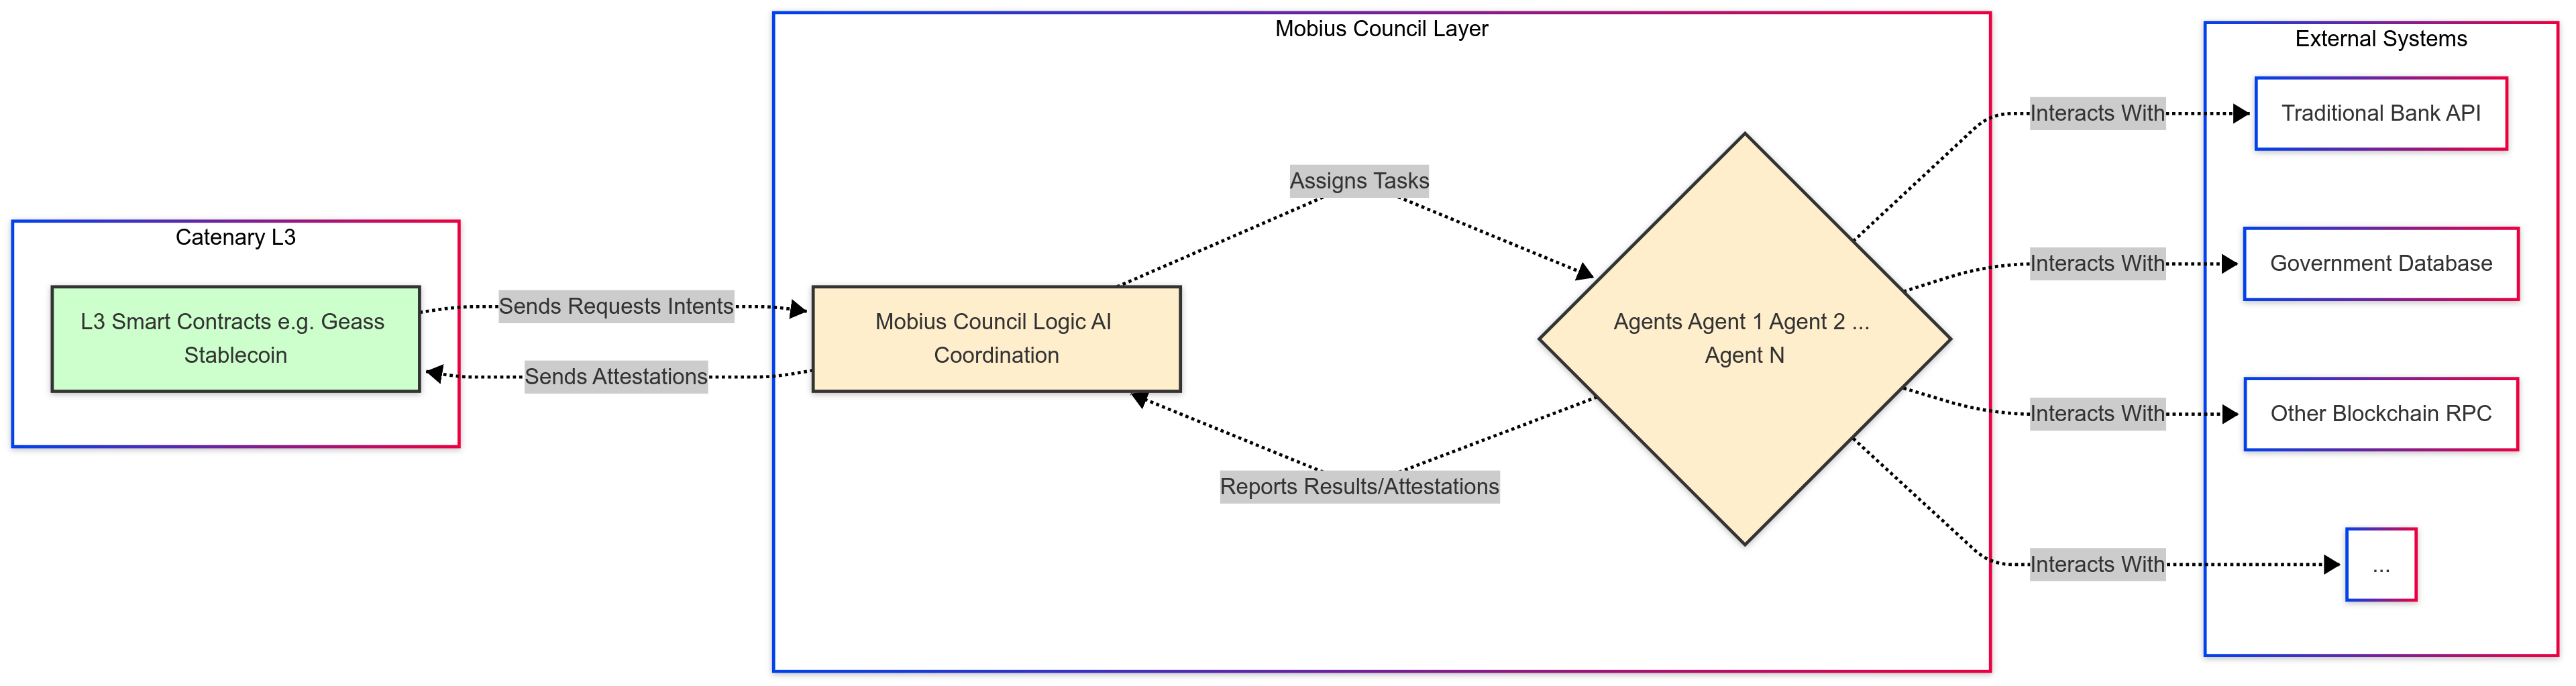 Catenary L3
L3 Smart Contracts e.g. Geass
Stablecoin
Sends Requests Intents
Sends Attestations
Mobius Council Layer
Mobius Council Logic AI
Coordination
Assigns Tasks
Reports Results/Attestations
Agents Agent 1 Agent 2 ...
Agent N
Interacts With
Interacts With
Interacts With
Interacts With
External Systems
Traditional Bank API
Government Database
Other Blockchain RPC
...